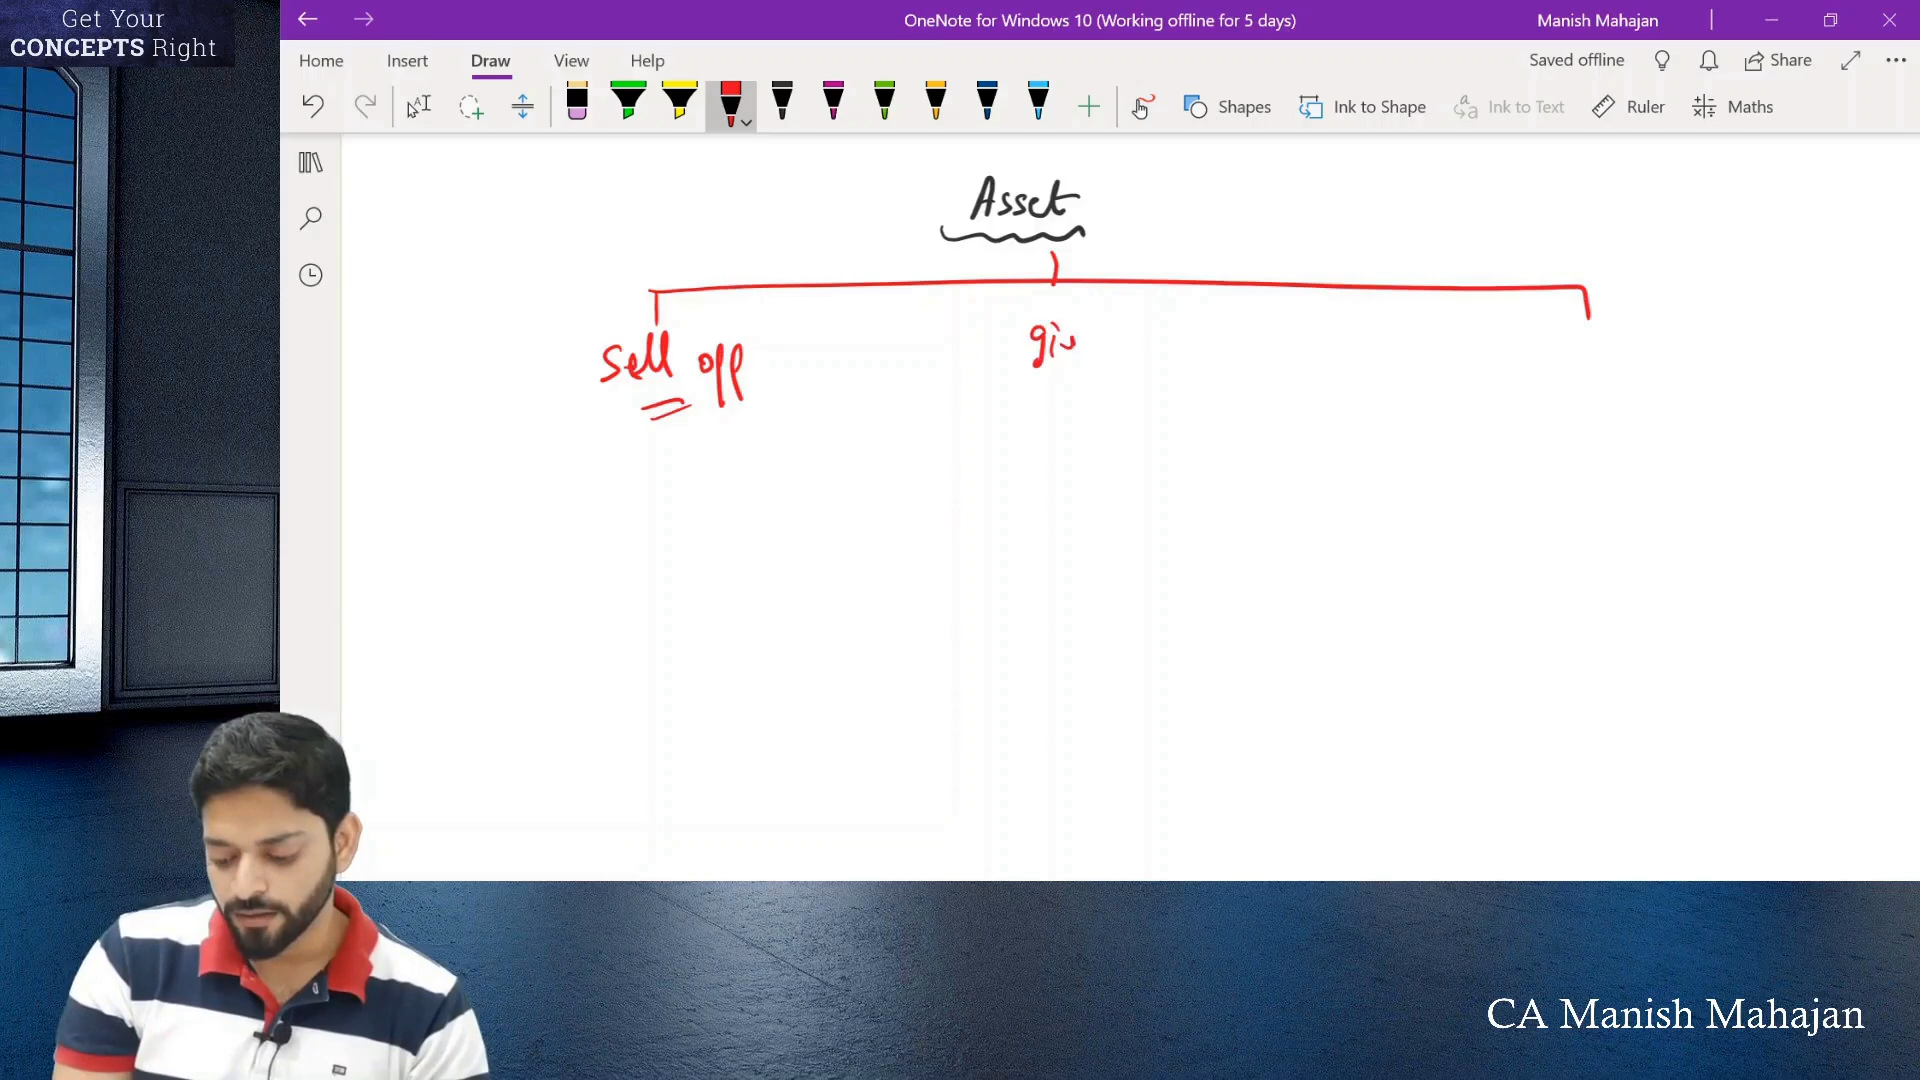 Get Your
CONCEPTS Right
OneNote for Windows 10 (Working offline for 5 days)
Manish Mahajan
Home
Insert
Draw
View
Help
Saved offline
Share
Shapes
Ink to Shape
Ink to Text
Ruler
Maths
Asset
Sell off
giv
CA Manish Mahajan